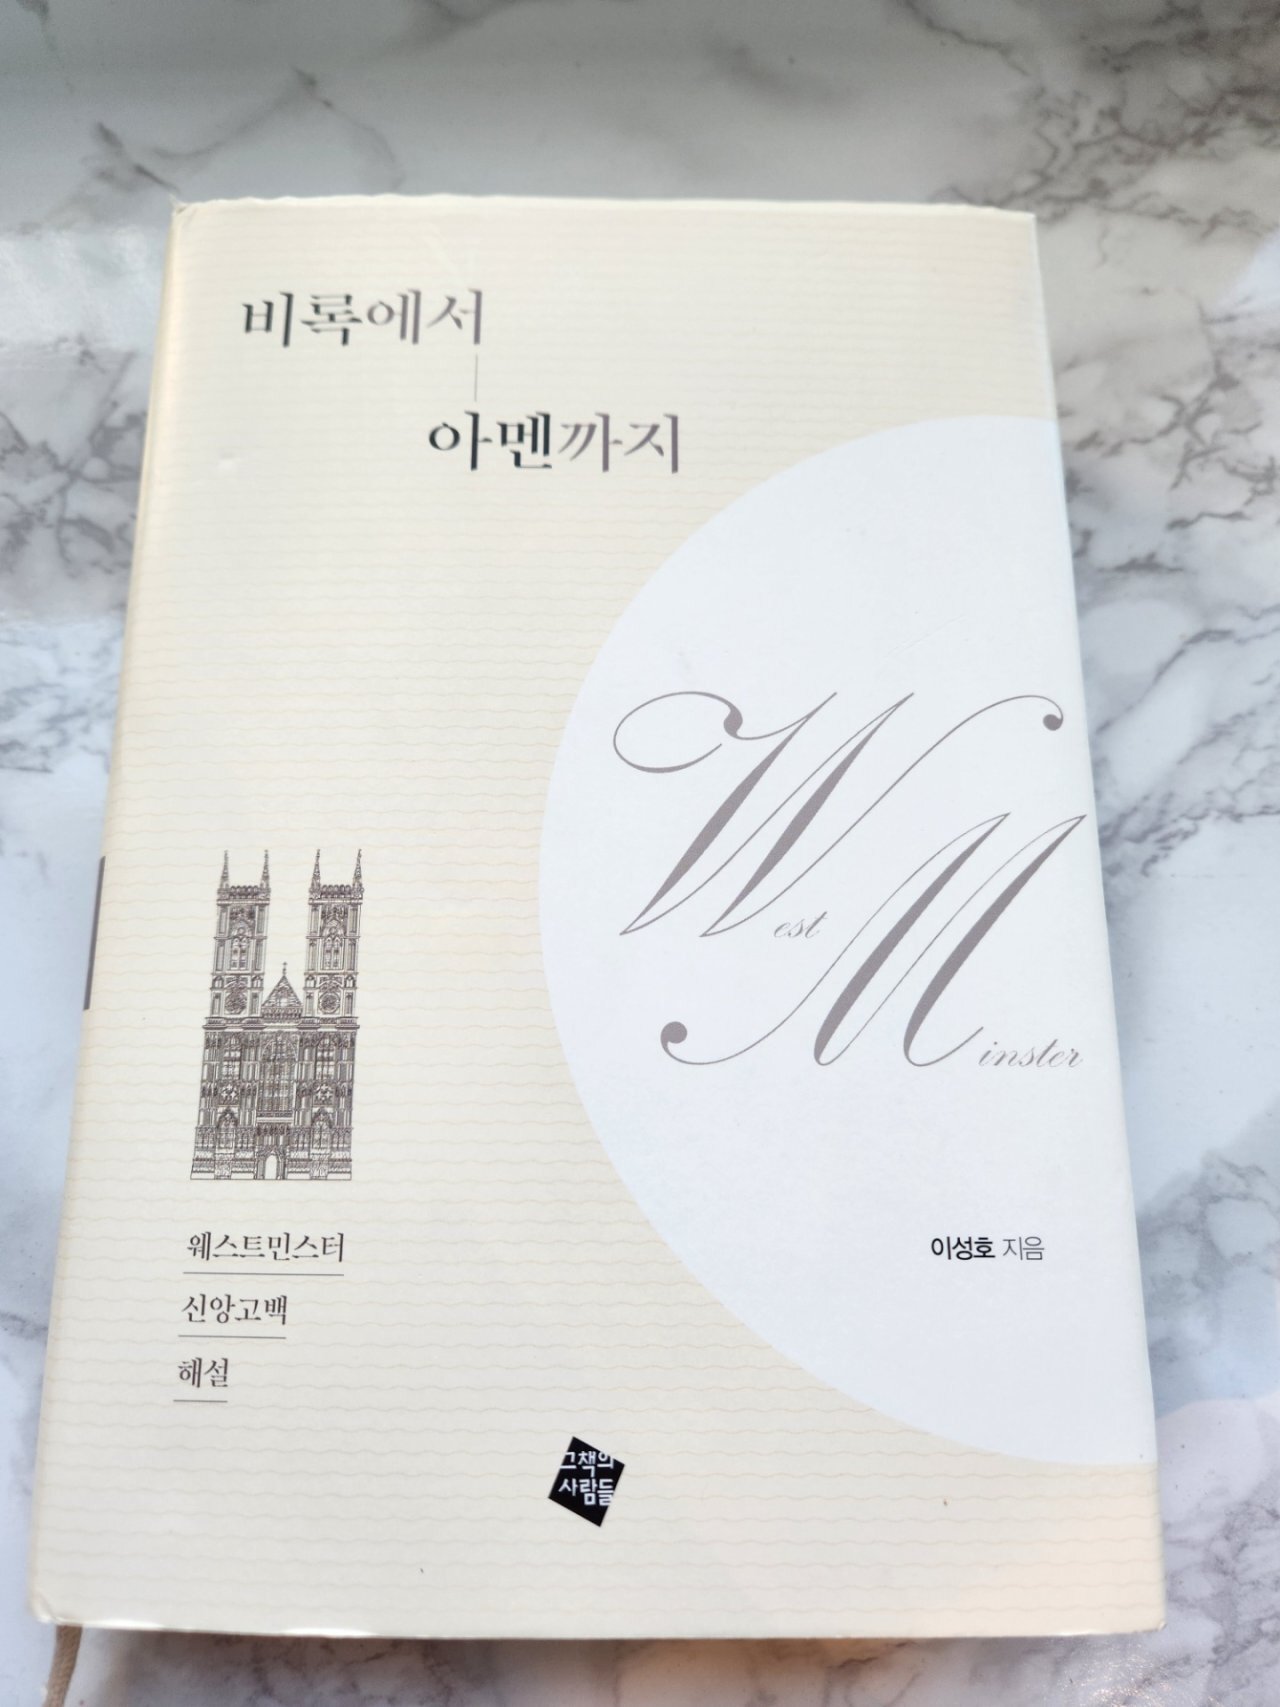 비록에서
아멘까지
West
Minster
웨스트민스터
신앙고백
해설
이성호 지음
그책의
사람들